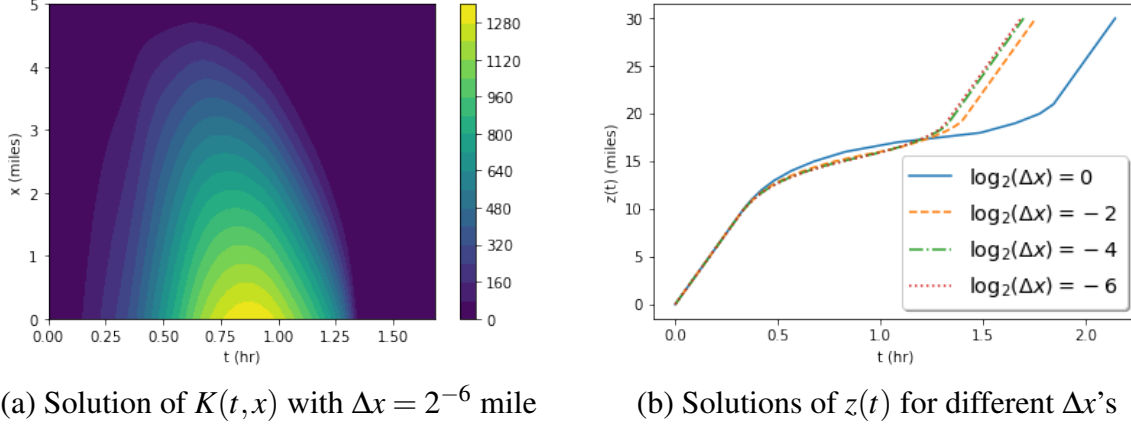 5
4
3
2
1
0
x (miles)
0.00 0.25 0.50 0.75 1.00 1.25 1.50
t (hr)
1280
1120
960
800
640
480
320
160
0
30
25
20
15
10
5
0
z(t) (miles)
0.0 0.5 1.0 1.5 2.0
t (hr)
log₂(Δx) = 0
log₂(Δx) = −2
log₂(Δx) = −4
log₂(Δx) = −6
(a) Solution of K(t,x) with Δx = 2⁻⁶ mile
(b) Solutions of z(t) for different Δx's